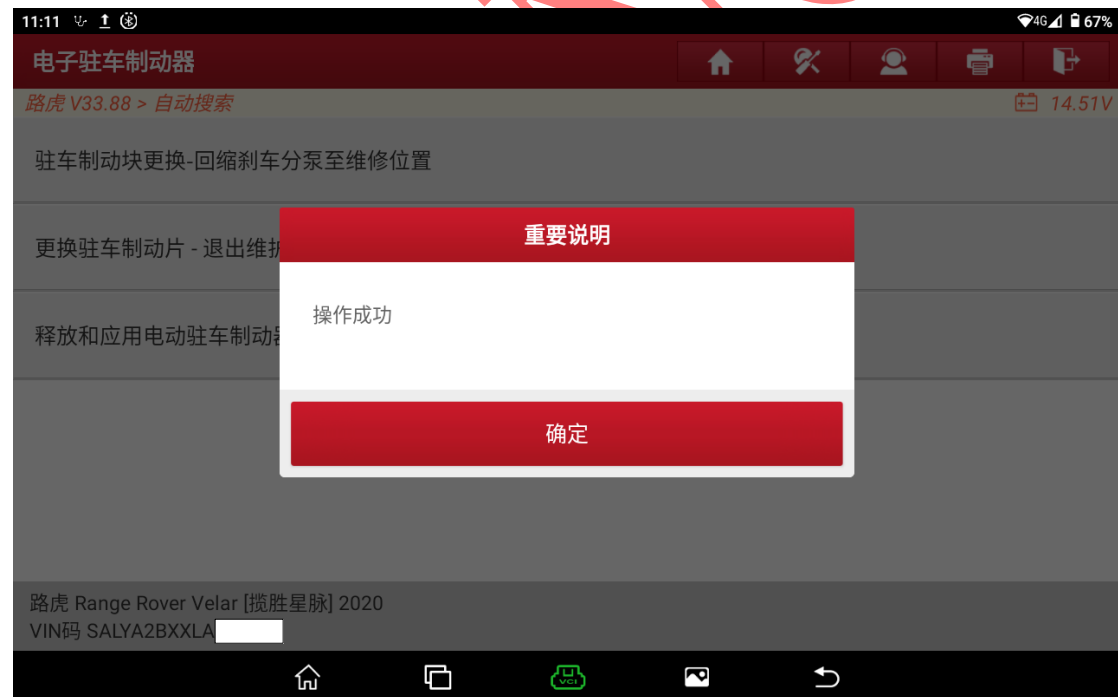 11:11
4G 67%
电子驻车制动器
路虎 V33.88 > 自动搜索
14.51V
驻车制动块更换-回缩刹车分泵至维修位置
更换驻车制动片 - 退出维护
释放和应用电动驻车制动器
重要说明
操作成功
确定
路虎 Range Rover Velar [揽胜星脉] 2020
VIN码 SALYA2BXXLA
VCI